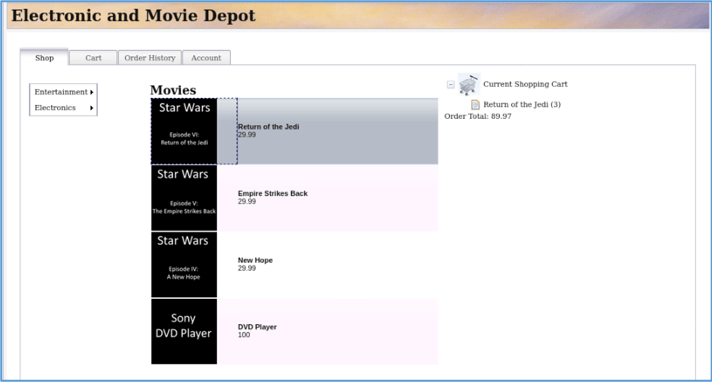 Electronic and Movie Depot
Shop
Cart
Order History
Account
Entertainment
Electronics
Movies
Star Wars
Episode VI:
Return of the Jedi
Return of the Jedi
29.99
Star Wars
Episode V:
The Empire Strikes Back
Empire Strikes Back
29.99
Star Wars
Episode IV:
A New Hope
New Hope
29.99
Sony
DVD Player
DVD Player
100
Current Shopping Cart
Return of the Jedi (3)
Order Total: 89.97